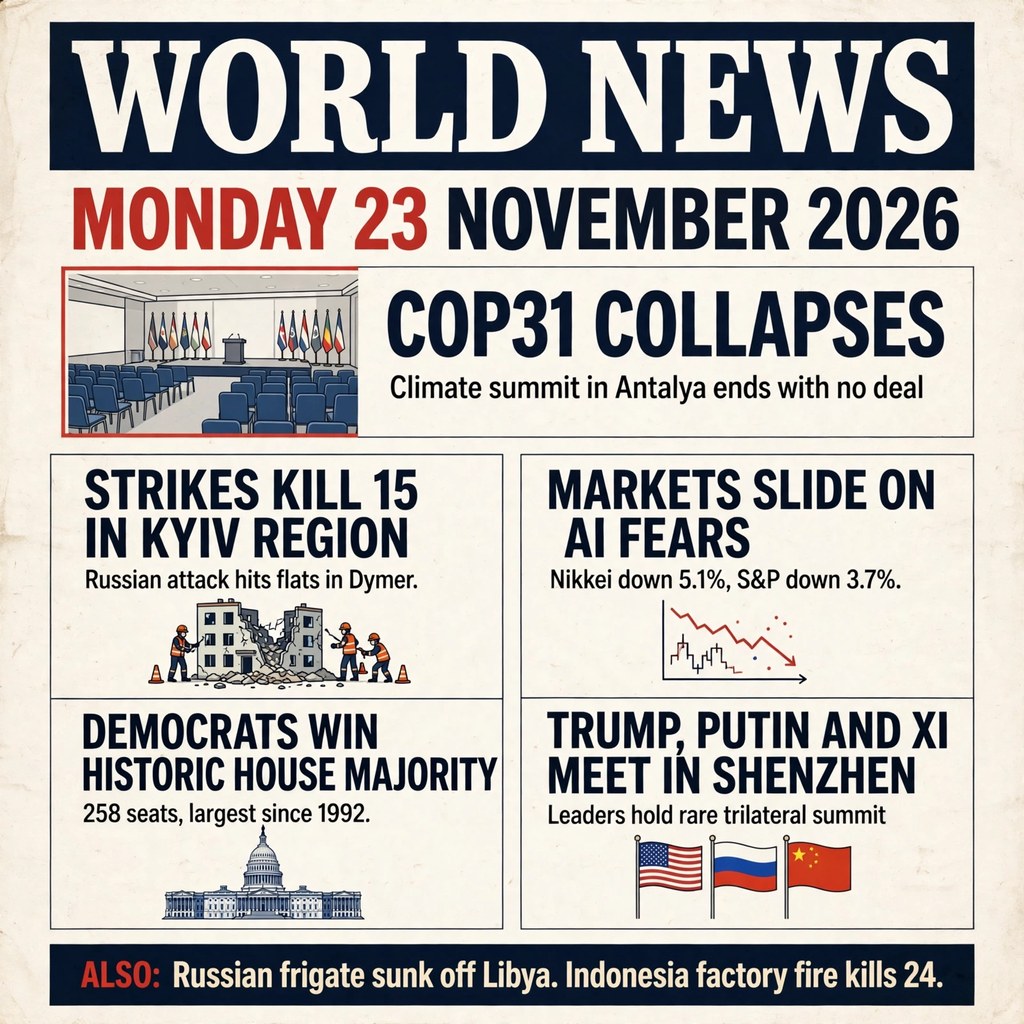 WORLD NEWS
MONDAY 23 NOVEMBER 2026
COP31 COLLAPSES
Climate summit in Antalya ends with no deal
STRIKES KILL 15
IN KYIV REGION
Russian attack hits flats in Dymer.
MARKETS SLIDE ON
AI FEARS
Nikkei down 5.1%, S&P down 3.7%.
DEMOCRATS WIN
HISTORIC HOUSE MAJORITY
258 seats, largest since 1992.
TRUMP, PUTIN AND XI
MEET IN SHENZHEN
Leaders hold rare trilateral summit
ALSO: Russian frigate sunk off Libya. Indonesia factory fire kills 24.